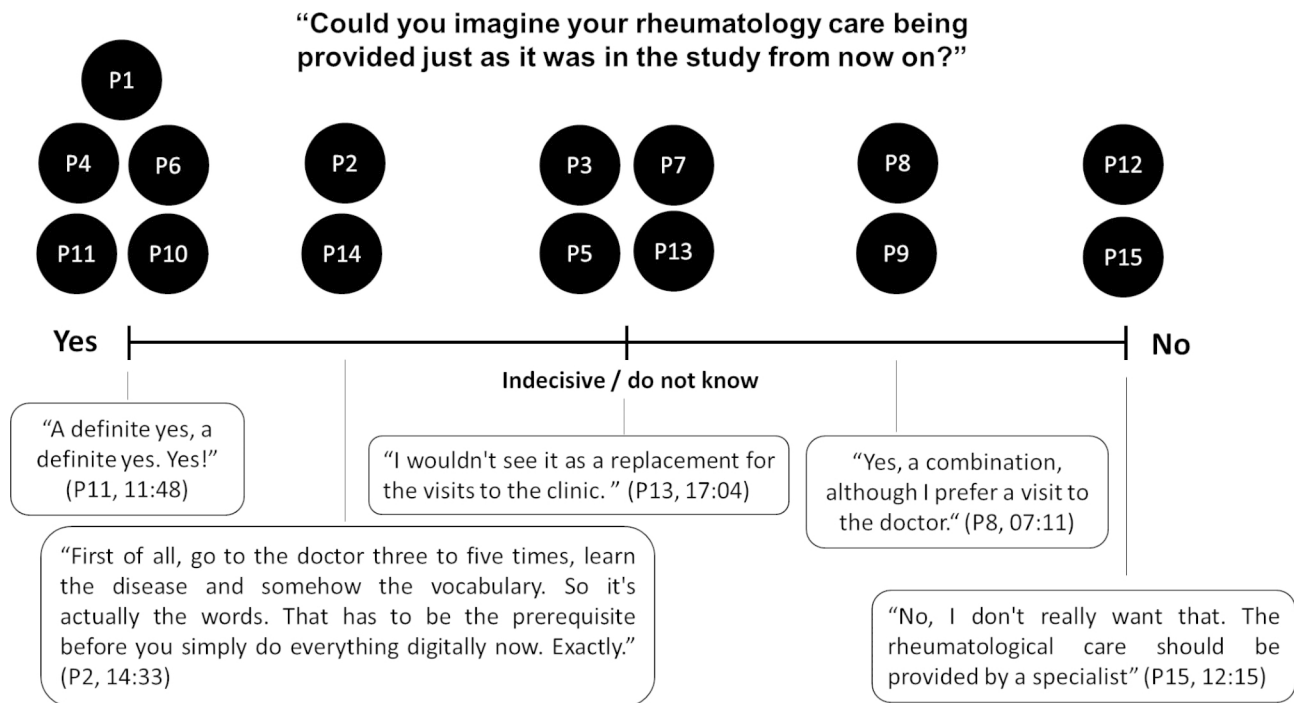 “Could you imagine your rheumatology care being
provided just as it was in the study from now on?”
P1
P4 P6 P2 P3 P7 P8 P12
P11 P10 P14 P5 P13 P9 P15
Yes No
Indecisive / do not know
“A definite yes, a
definite yes. Yes!”
(P11, 11:48)
“First of all, go to the doctor three to five times, learn
the disease and somehow the vocabulary. So it's
actually the words. That has to be the prerequisite
before you simply do everything digitally now. Exactly.”
(P2, 14:33)
“I wouldn't see it as a replacement for
the visits to the clinic. ” (P13, 17:04)
“Yes, a combination,
although I prefer a visit to
the doctor.“ (P8, 07:11)
“No, I don't really want that. The
rheumatological care should be
provided by a specialist” (P15, 12:15)